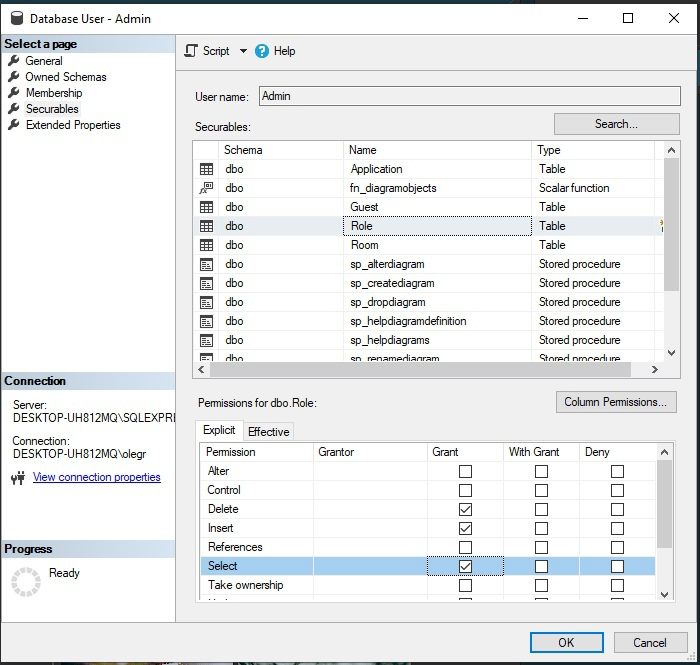 Database User - Admin
Select a page
General
Owned Schemas
Membership
Securables
Extended Properties
Script
Help
User name: Admin
Securables: Search...
Schema Name Type
dbo Application Table
dbo fn_diagramobjects Scalar function
dbo Guest Table
dbo Role Table
dbo Room Table
dbo sp_alterdiagram Stored procedure
dbo sp_creatediagram Stored procedure
dbo sp_dropdiagram Stored procedure
dbo sp_helpdiagramdefinition Stored procedure
dbo sp_helpdiagrams Stored procedure
dbo sp_renamediagram Stored procedure
Connection
Server:
DESKTOP-UH812MQ\SQLEXPRE
Connection:
DESKTOP-UH812MQ\olegr
View connection properties
Progress
Ready
Permissions for dbo.Role: Column Permissions...
Explicit Effective
Permission Grantor Grant With Grant Deny
Alter
Control
Delete
Insert
References
Select
Take ownership
OK Cancel